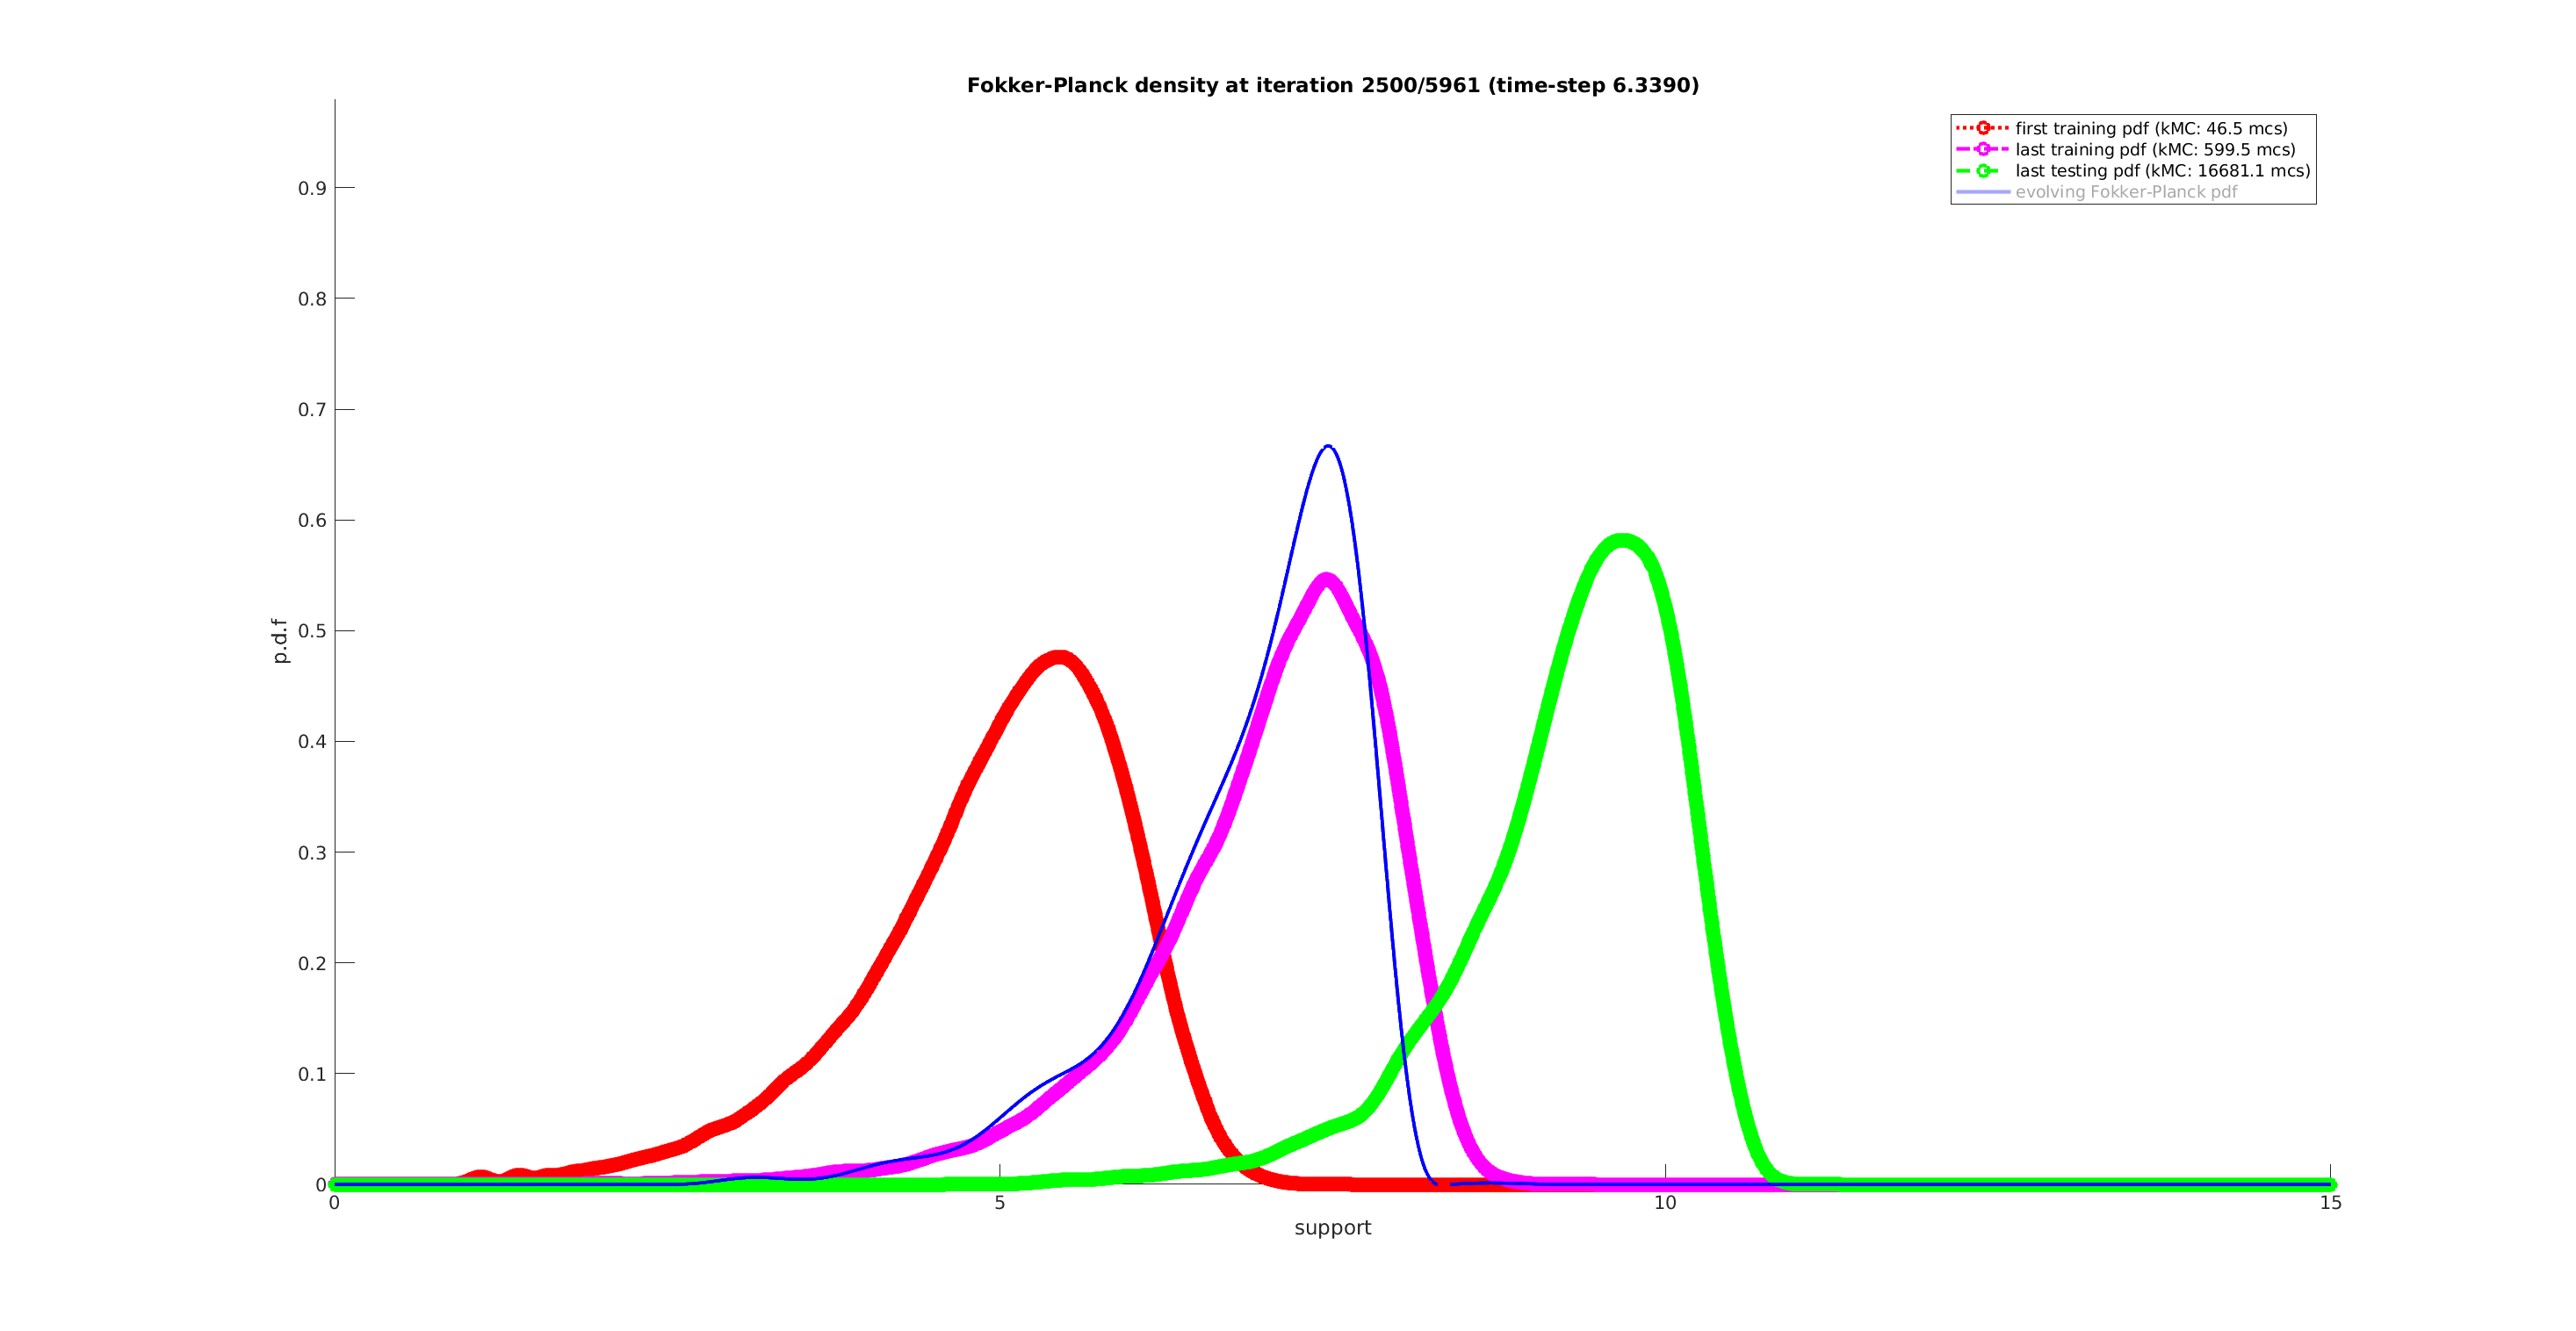 Fokker-Planck density at iteration 2500/5961 (time-step 6.3390)
first training pdf (kMC: 46.5 mcs)
last training pdf (kMC: 599.5 mcs)
last testing pdf (kMC: 16681.1 mcs)
evolving Fokker-Planck pdf
0.9
0.8
0.7
0.6
0.5
0.4
0.3
0.2
0.1
0
p.d.f
0 5 10 15
support